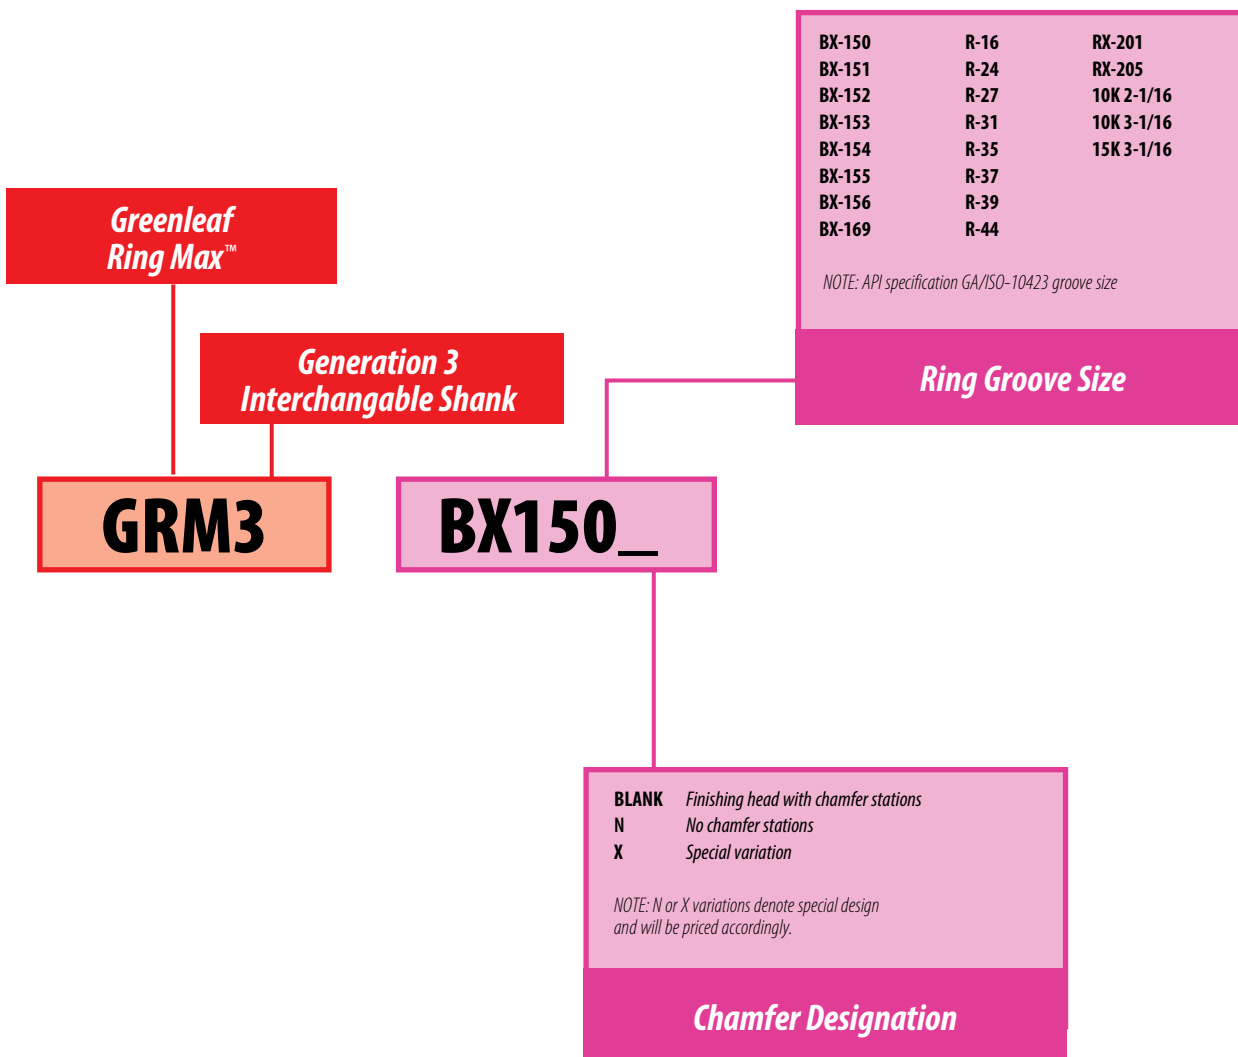 Greenleaf
Ring Max™
Generation 3
Interchangable Shank
GRM3
BX150_
BX-150 R-16 RX-201
BX-151 R-24 RX-205
BX-152 R-27 10K 2-1/16
BX-153 R-31 10K 3-1/16
BX-154 R-35 15K 3-1/16
BX-155 R-37
BX-156 R-39
BX-169 R-44
NOTE: API specification GA/ISO-10423 groove size
Ring Groove Size
BLANK Finishing head with chamfer stations
N No chamfer stations
X Special variation
NOTE: N or X variations denote special design
and will be priced accordingly.
Chamfer Designation